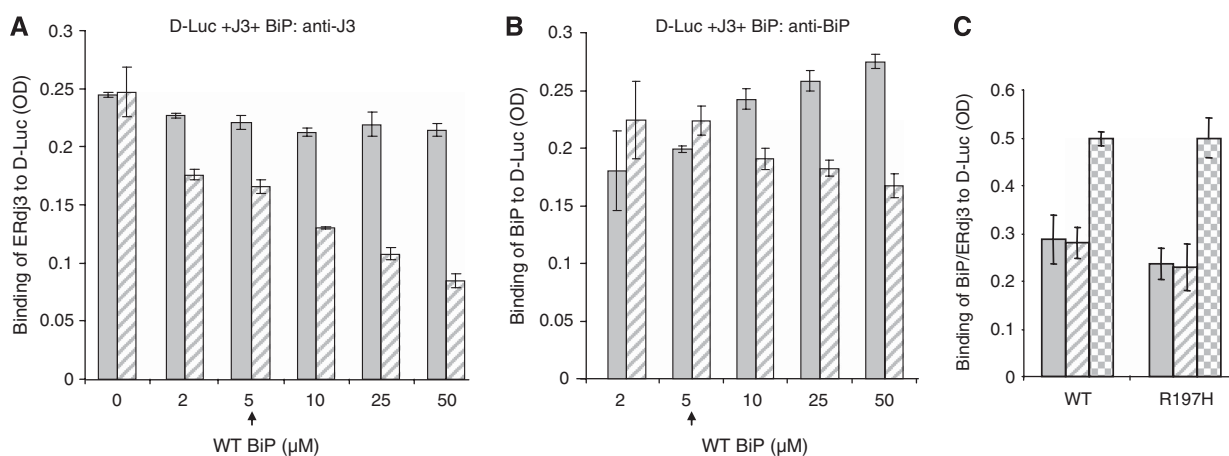 A
D-Luc +J3+ BiP: anti-J3
Binding of ERdj3 to D-Luc (OD)
0.3
0.25
0.2
0.15
0.1
0.05
0
0 2 5 10 25 50
WT BiP (µM)
B
D-Luc +J3+ BiP: anti-BiP
Binding of BiP to D-Luc (OD)
0.3
0.25
0.2
0.15
0.1
0.05
0
2 5 10 25 50
WT BiP (µM)
C
Binding of BiP/ERdj3 to D-Luc (OD)
0.6
0.5
0.4
0.3
0.2
0.1
0
WT R197H